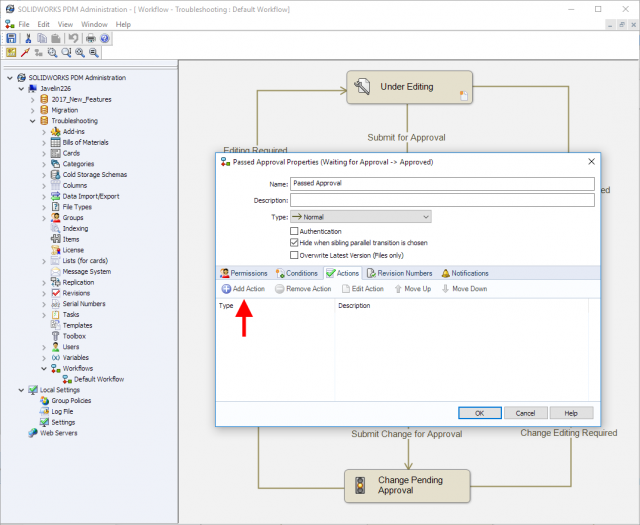 SOLIDWORKS PDM Administration - [ Workflow - Troubleshooting : Default Workflow]
File Edit View Window Help
SOLIDWORKS PDM Administration
Javelin226
2017_New_Features
Migration
Troubleshooting
Add-ins
Bills of Materials
Cards
Categories
Cold Storage Schemas
Columns
Data Import/Export
File Types
Groups
Indexing
Items
License
Lists (for cards)
Message System
Replication
Revisions
Serial Numbers
Tasks
Templates
Toolbox
Users
Variables
Workflows
Default Workflow
Local Settings
Group Policies
Log File
Settings
Web Servers
Under Editing
Submit for Approval
Editing Required
Passed Approval Properties (Waiting for Approval -> Approved)
Name: Passed Approval
Description:
Type: Normal
Authentication
Hide when sibling parallel transition is chosen
Overwrite Latest Version (Files only)
Permissions Conditions Actions Revision Numbers Notifications
Add Action Remove Action Edit Action Move Up Move Down
Type Description
OK Cancel Help
Submit Change for Approval
Change Editing Required
Change Pending
Approval